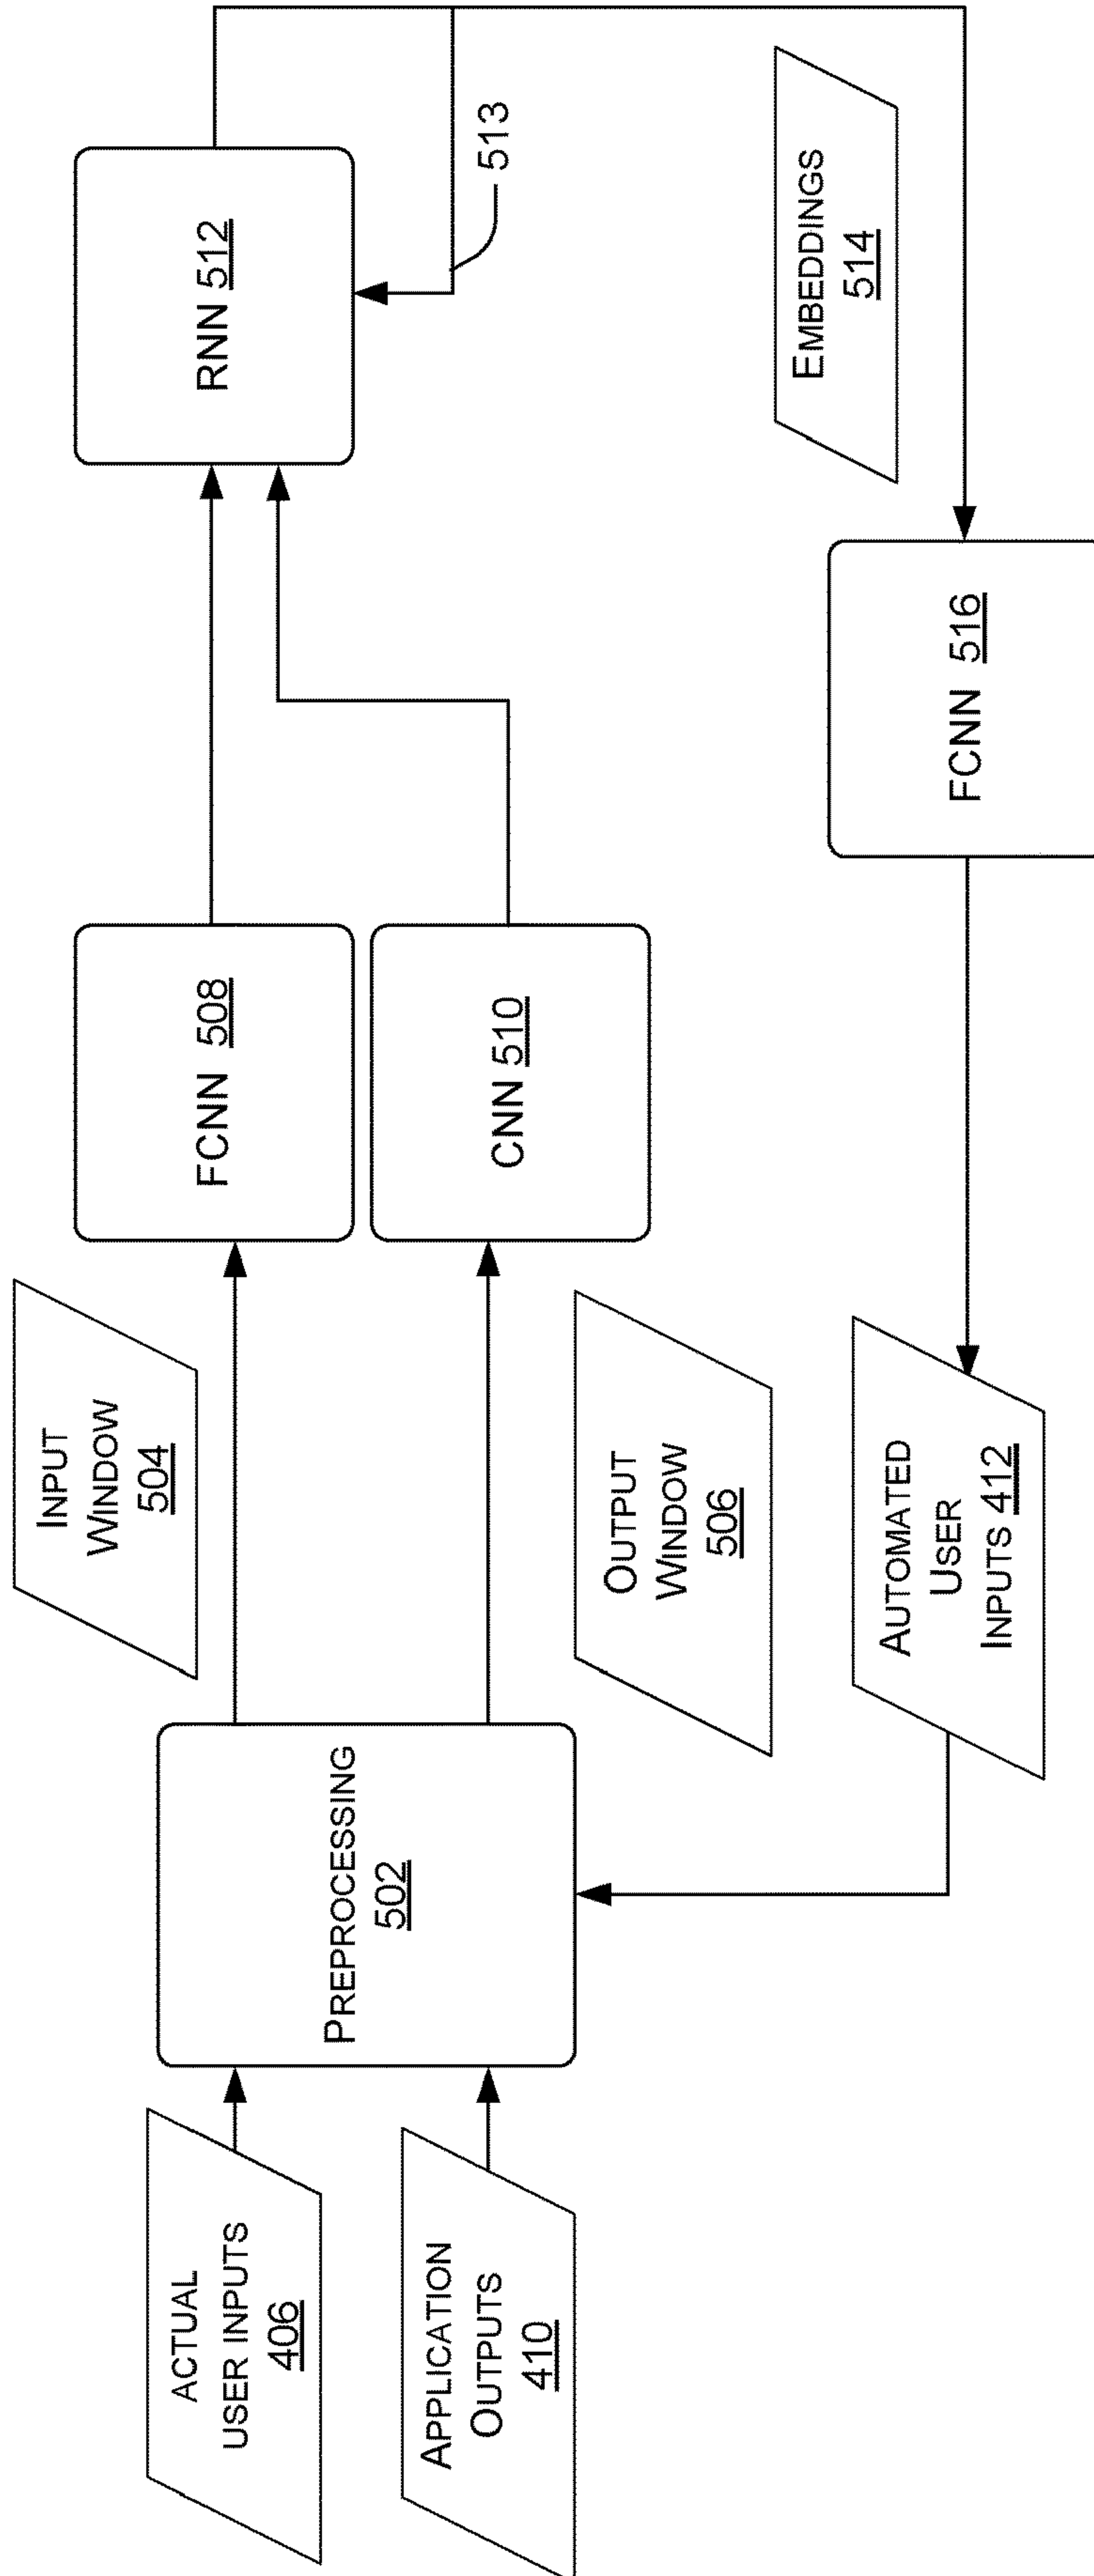 ACTUAL
USER INPUTS
406
APPLICATION
OUTPUTS
410
PREPROCESSING
502
INPUT
WINDOW
504
OUTPUT
WINDOW
506
AUTOMATED
USER
INPUTS 412
FCNN 508
CNN 510
RNN 512
513
EMBEDDINGS
514
FCNN 516